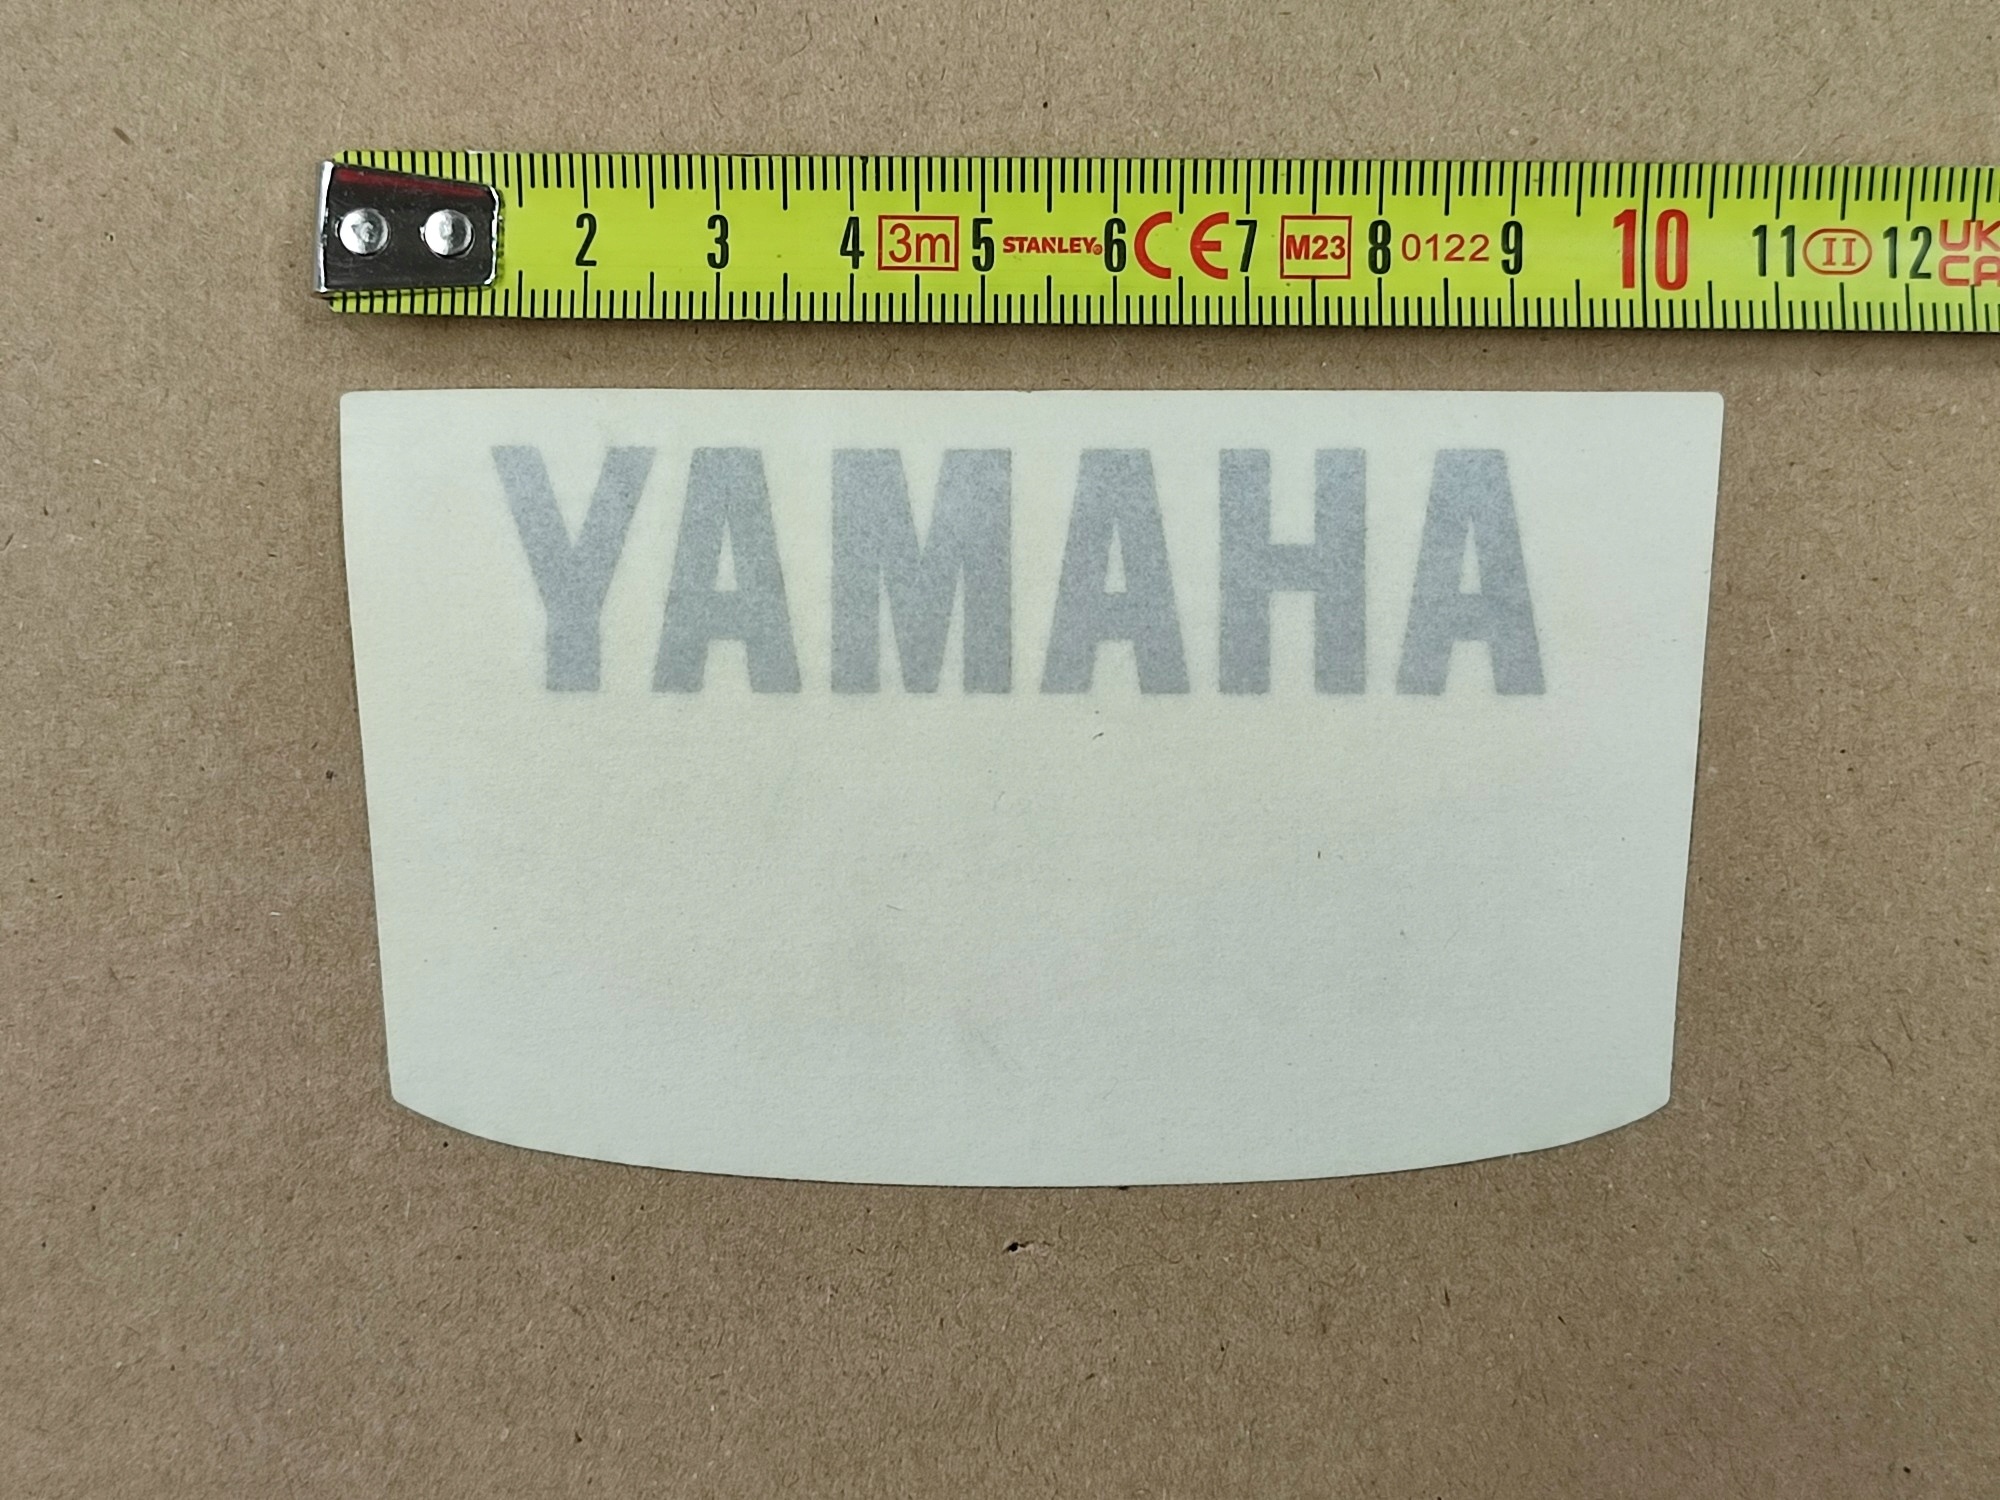 2 3 4 3m 5 STANLEY® 6 CE 7 M23 8 0122 9 10 11 II 12 UK
CA
YAMAHA